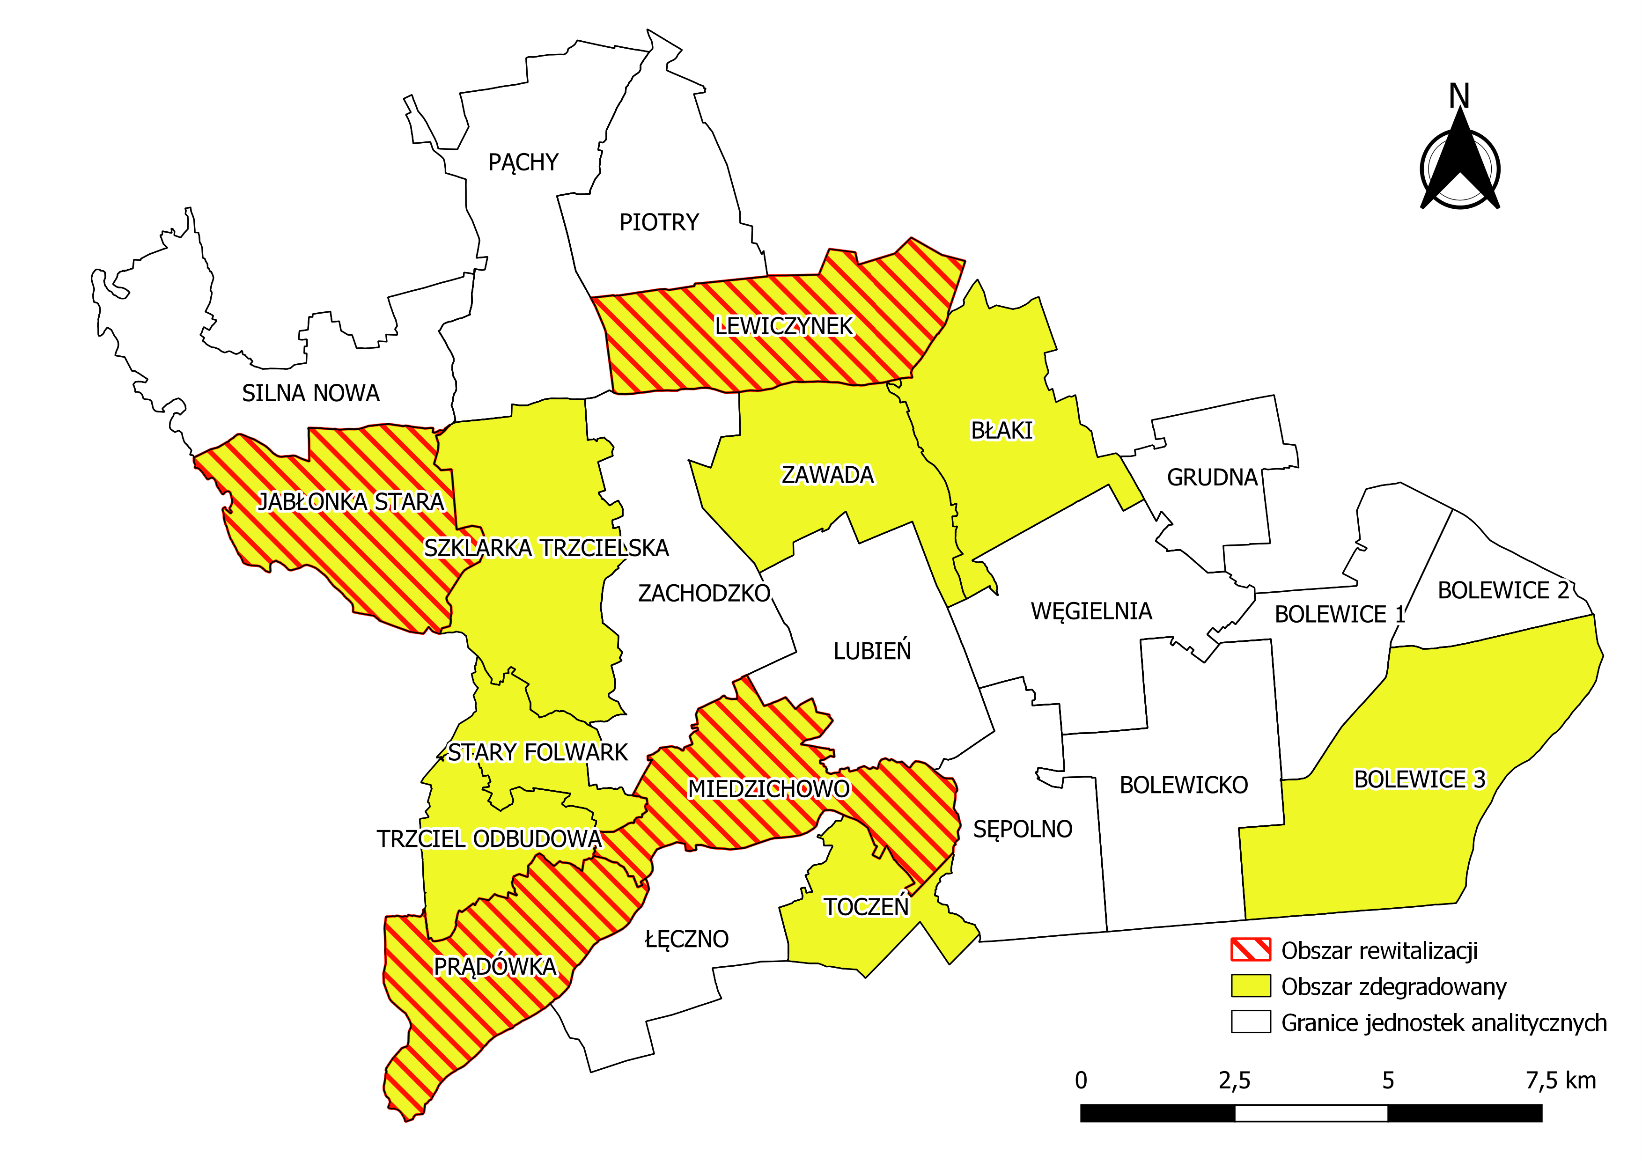 N
PĄCHY
PIOTRY
LEWICZYNEK
SILNA NOWA
BŁAKI
ZAWADA
GRUDNA
JABŁONKA STARA
SZKLARKA TRZCIELSKA
ZACHODZKO
WĘGIELNIA
BOLEWICE 1
BOLEWICE 2
LUBIEŃ
STARY FOLWARK
MIEDZICHOWO
BOLEWICKO
BOLEWICE 3
TRZCIEL ODBUDOWA
SĘPOLNO
TOCZEŃ
ŁĘCZNO
PRĄDÓWKA
Obszar rewitalizacji
Obszar zdegradowany
Granice jednostek analitycznych
0 2,5 5 7,5 km